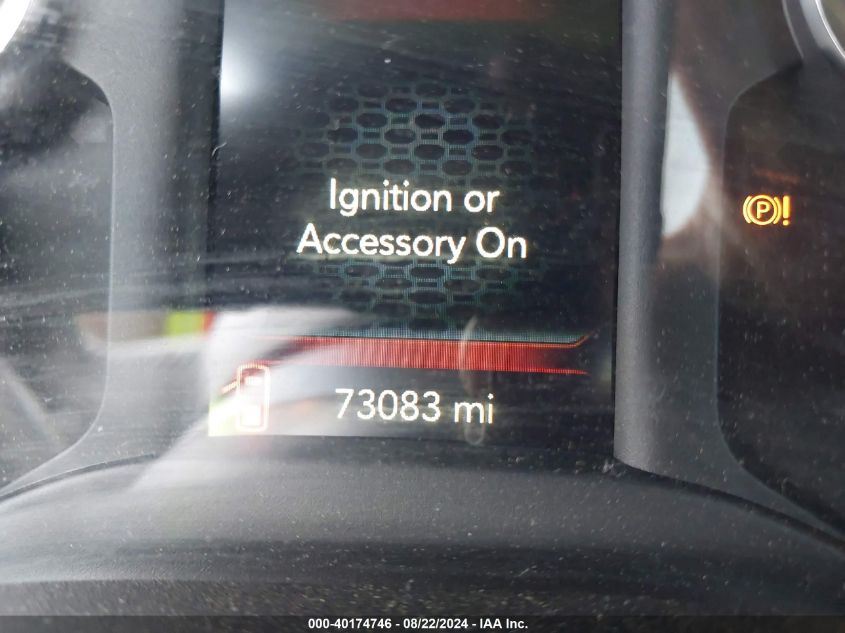 Ignition or
Accessory On
(P)!
73083 mi
000-40174746 - 08/22/2024 - IAA Inc.